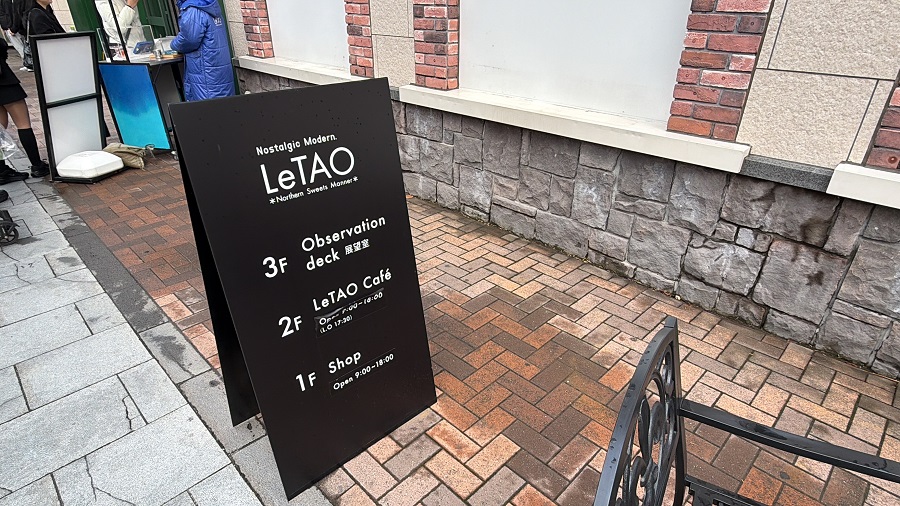 Nostalgic Modern.
LeTAO
*Northern Sweets Manner*
3F Observation
deck 展望室
2F LeTAO Café
Open 9:00~18:00
(L.O 17:30)
1F Shop
Open 9:00~18:00